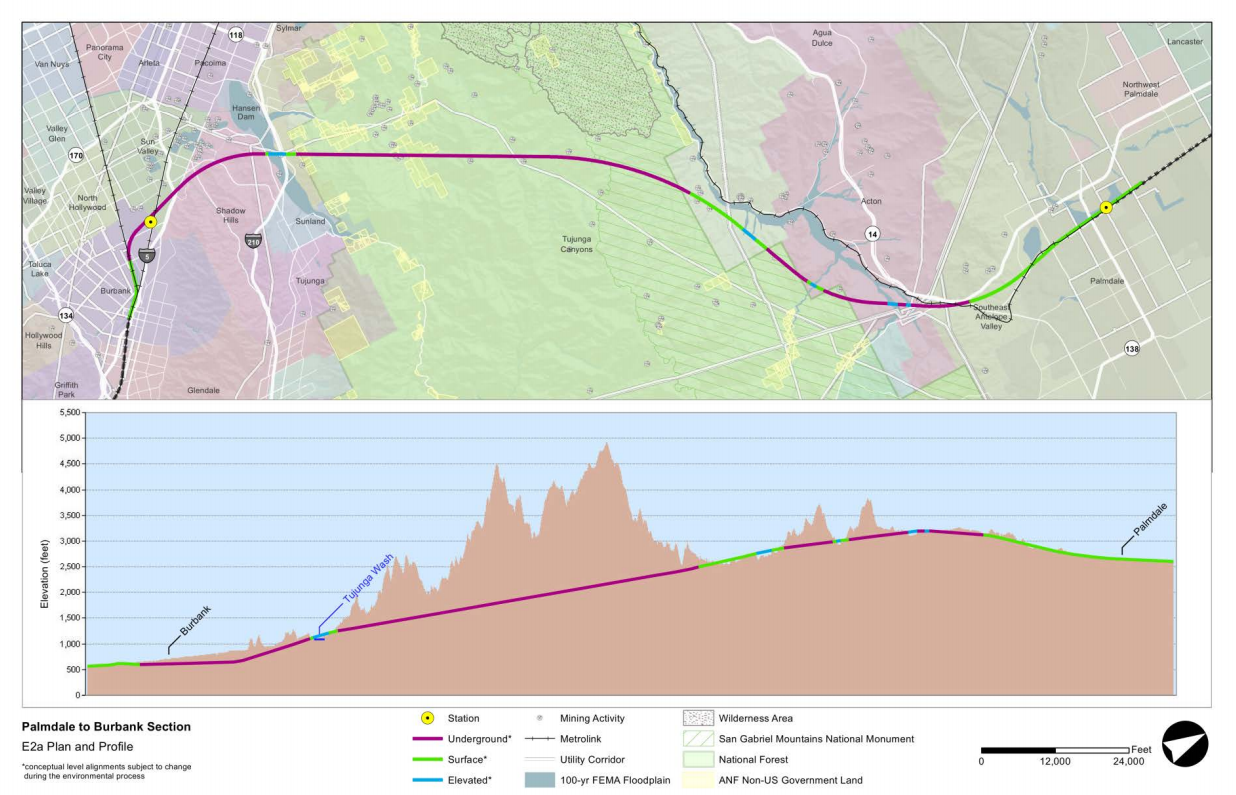 Sylmar
118
Agua
Dulce
Lancaster
Panorama
City
Van Nuys
Arleta
Pacoima
Northwest
Palmdale
Hansen
Dam
Valley
Glen
Sun
Valley
170
Valley
Village
North
Hollywood
Shadow
Hills
Sunland
Acton
14
210
5
Tujunga
Canyons
Toluca
Lake
Tujunga
Burbank
Palmdale
134
Southeast
Antelope
Valley
Hollywood
Hills
138
Griffith
Park
Glendale
5,500
5,000
4,500
4,000
3,500
3,000
2,500
2,000
1,500
1,000
500
0
Elevation (feet)
Burbank
Tujunga Wash
Palmdale
Palmdale to Burbank Section
E2a Plan and Profile
*conceptual level alignments subject to change
during the environmental process
Station
Underground*
Surface*
Elevated*
Mining Activity
Metrolink
Utility Corridor
100-yr FEMA Floodplain
Wilderness Area
San Gabriel Mountains National Monument
National Forest
ANF Non-US Government Land
Feet
0 12,000 24,000